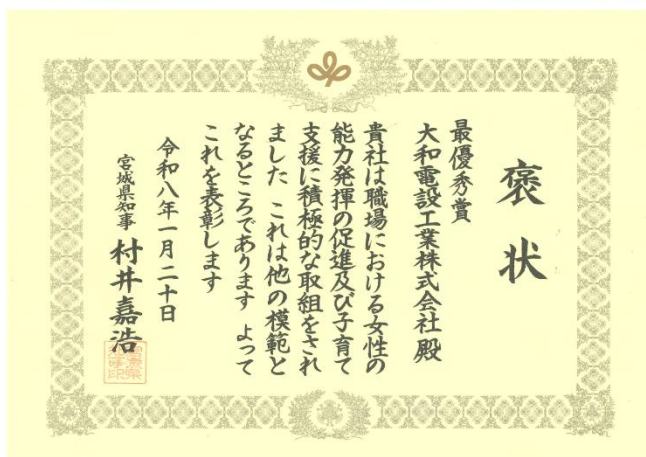 褒状
最優秀賞
大和電設工業株式会社 殿
貴社は職場における女性の
能力発揮の促進及び子育て
支援に積極的な取組をされ
ました これは他の模範と
なるところであります よって
これを表彰します
令和八年一月二十日
宮城県知事 村井嘉浩